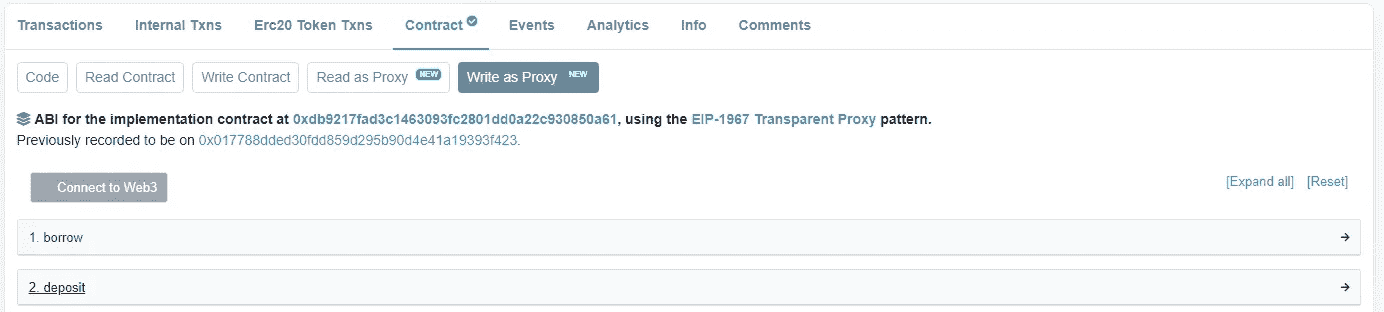 Transactions Internal Txns Erc20 Token Txns Contract Events Analytics Info Comments
Code Read Contract Write Contract Read as Proxy NEW Write as Proxy NEW
ABI for the implementation contract at 0xdb9217fad3c1463093fc2801dd0a22c930850a61, using the EIP-1967 Transparent Proxy pattern.
Previously recorded to be on 0x017788dded30fdd859d295b90d4e41a19393f423.
Connect to Web3 [Expand all] [Reset]
1. borrow
2. deposit